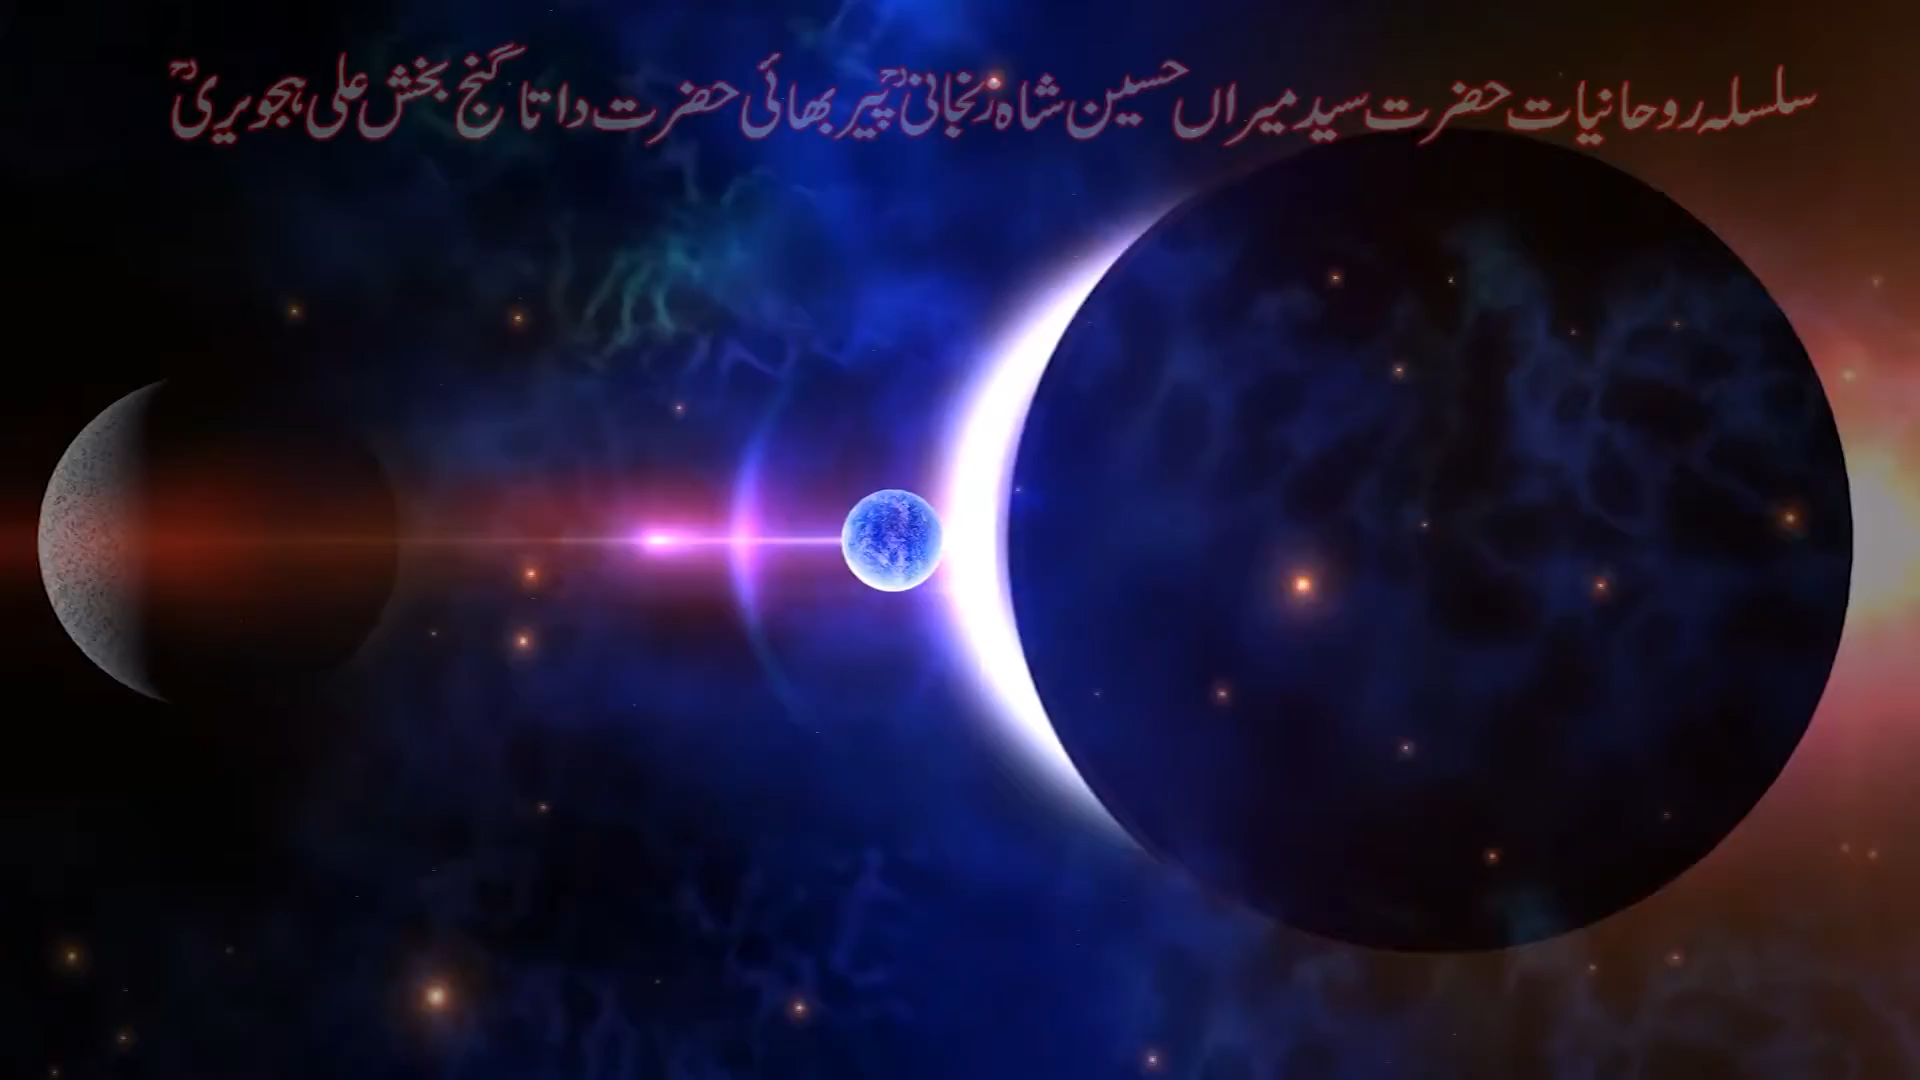 سلسلہ روحانیات حضرت سید میراں حسین شاہ زنجانیؒ پیر بھائی حضرت داتا گنج بخش علی ہجویریؒ